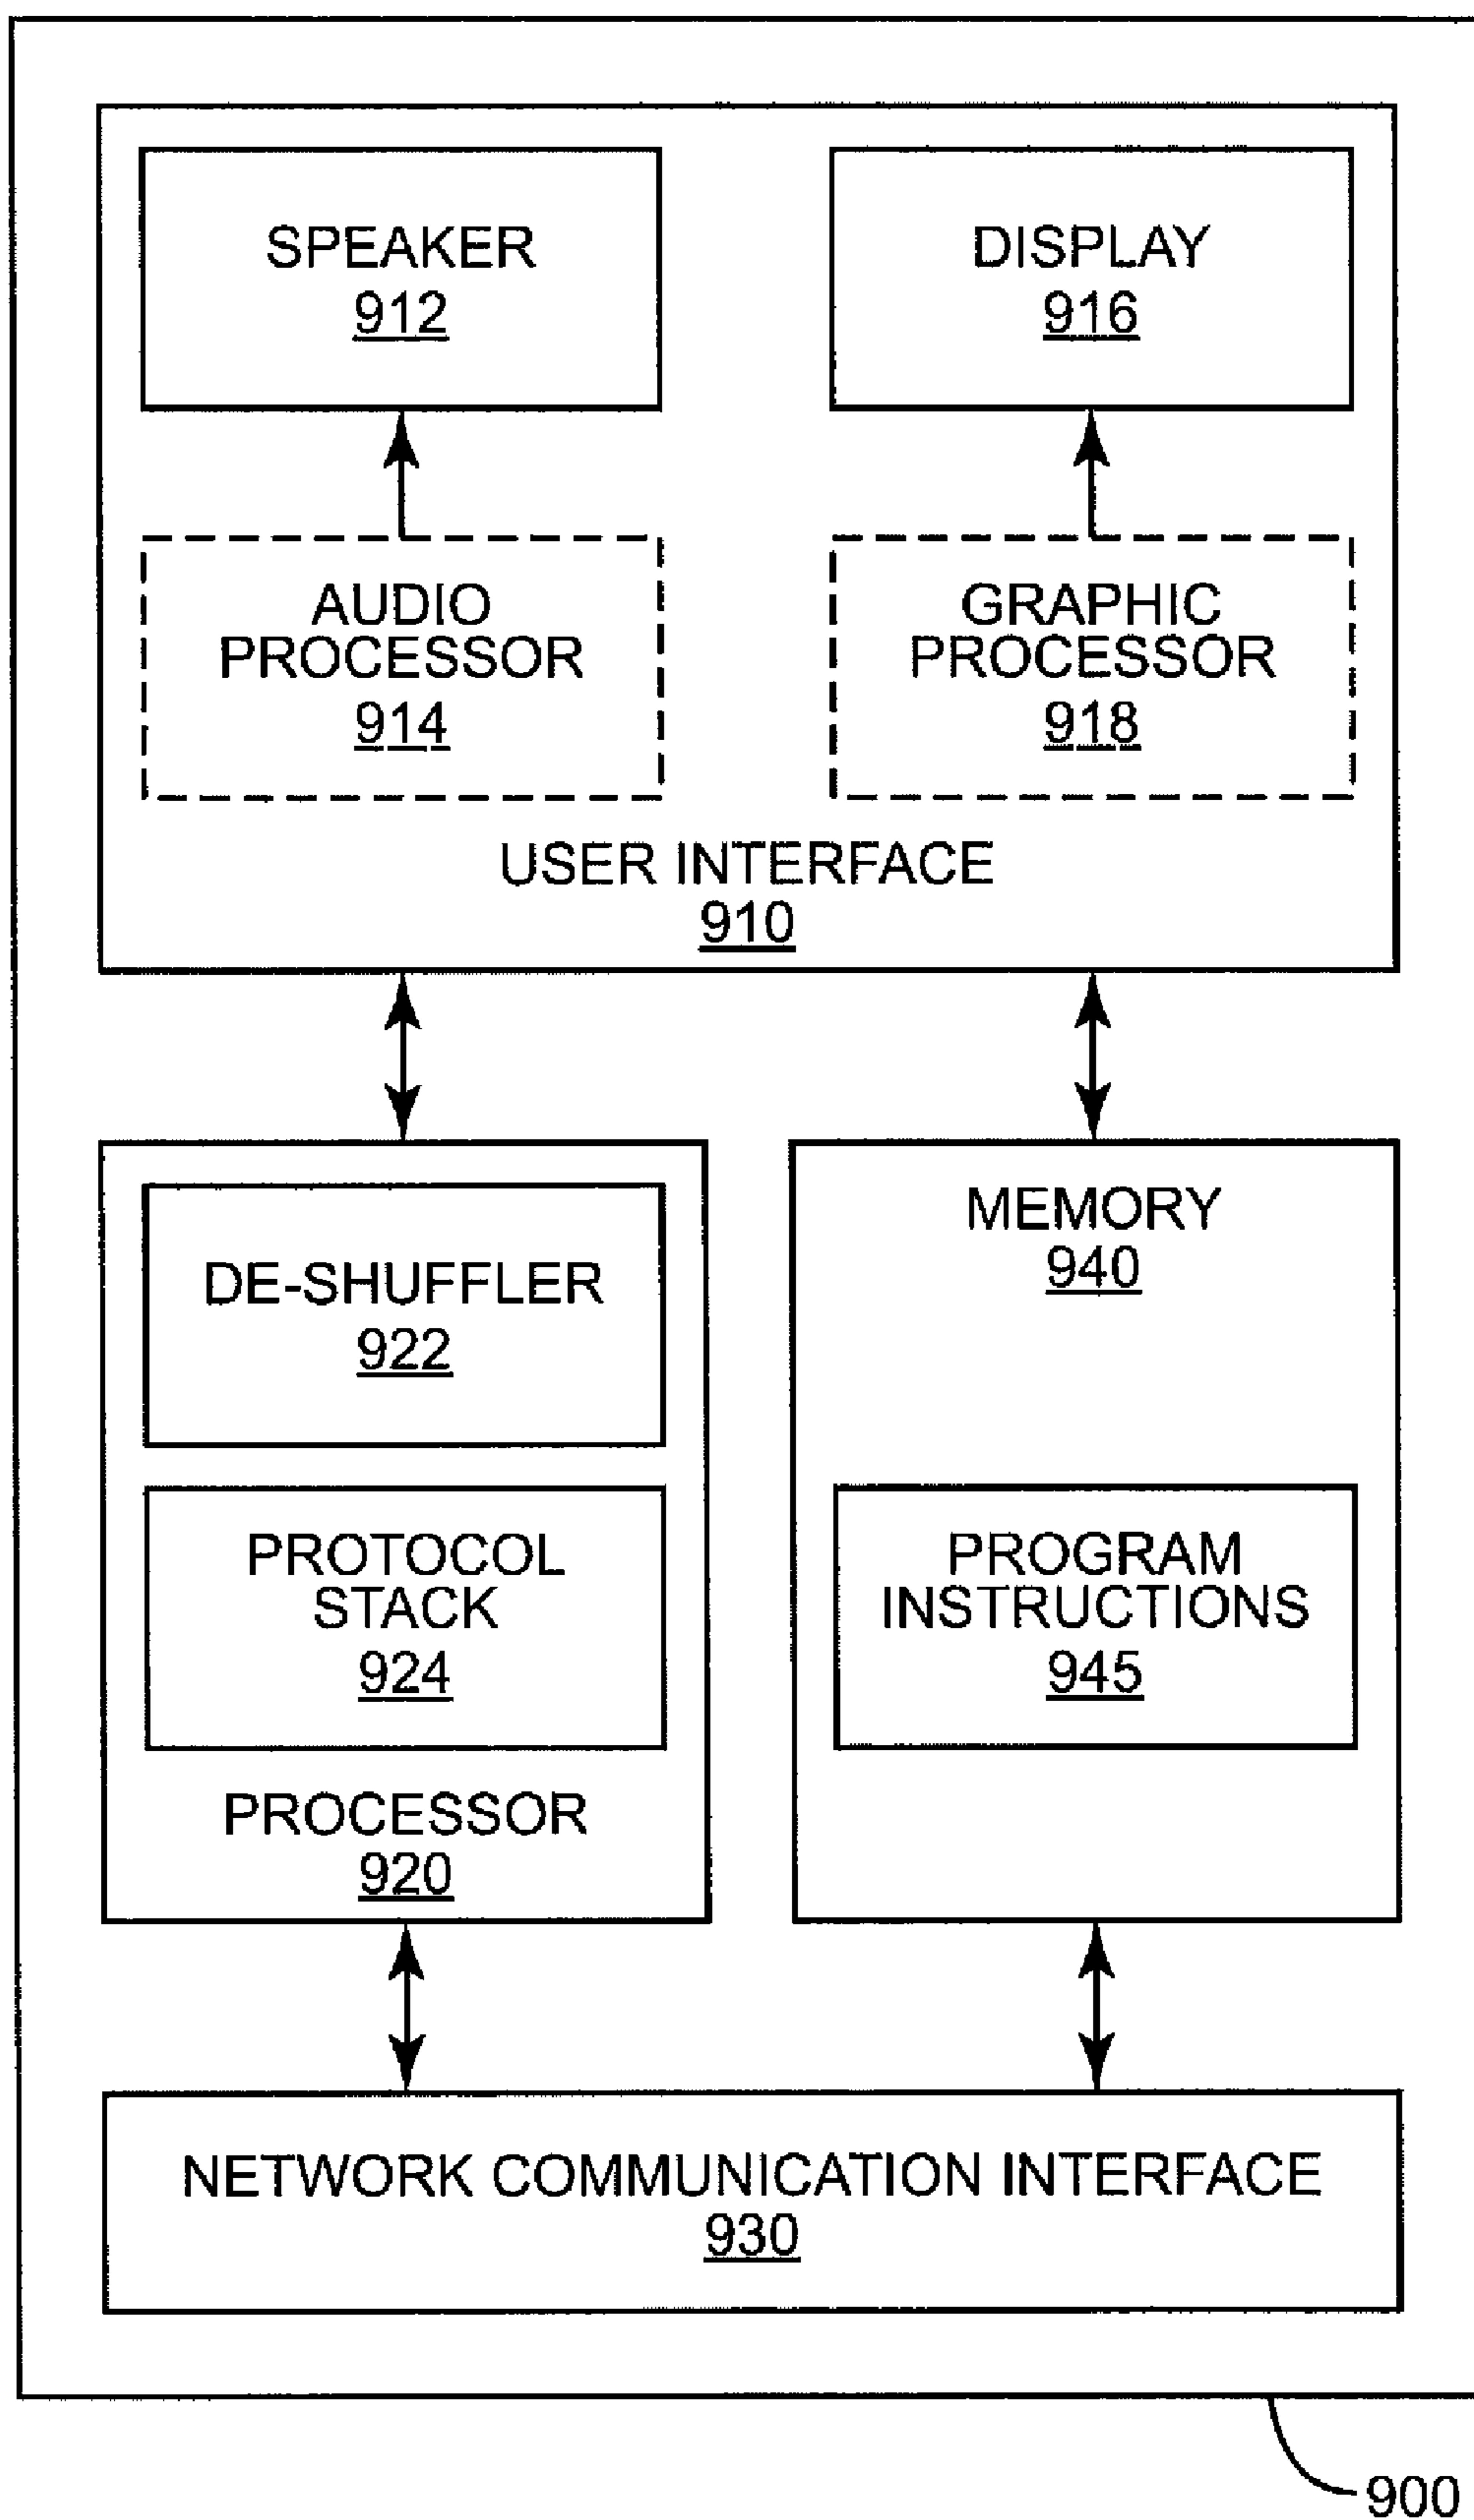 SPEAKER
912
DISPLAY
916
AUDIO
PROCESSOR
914
GRAPHIC
PROCESSOR
918
USER INTERFACE
910
DE-SHUFFLER
922
PROTOCOL
STACK
924
PROCESSOR
920
MEMORY
940
PROGRAM
INSTRUCTIONS
945
NETWORK COMMUNICATION INTERFACE
930
900